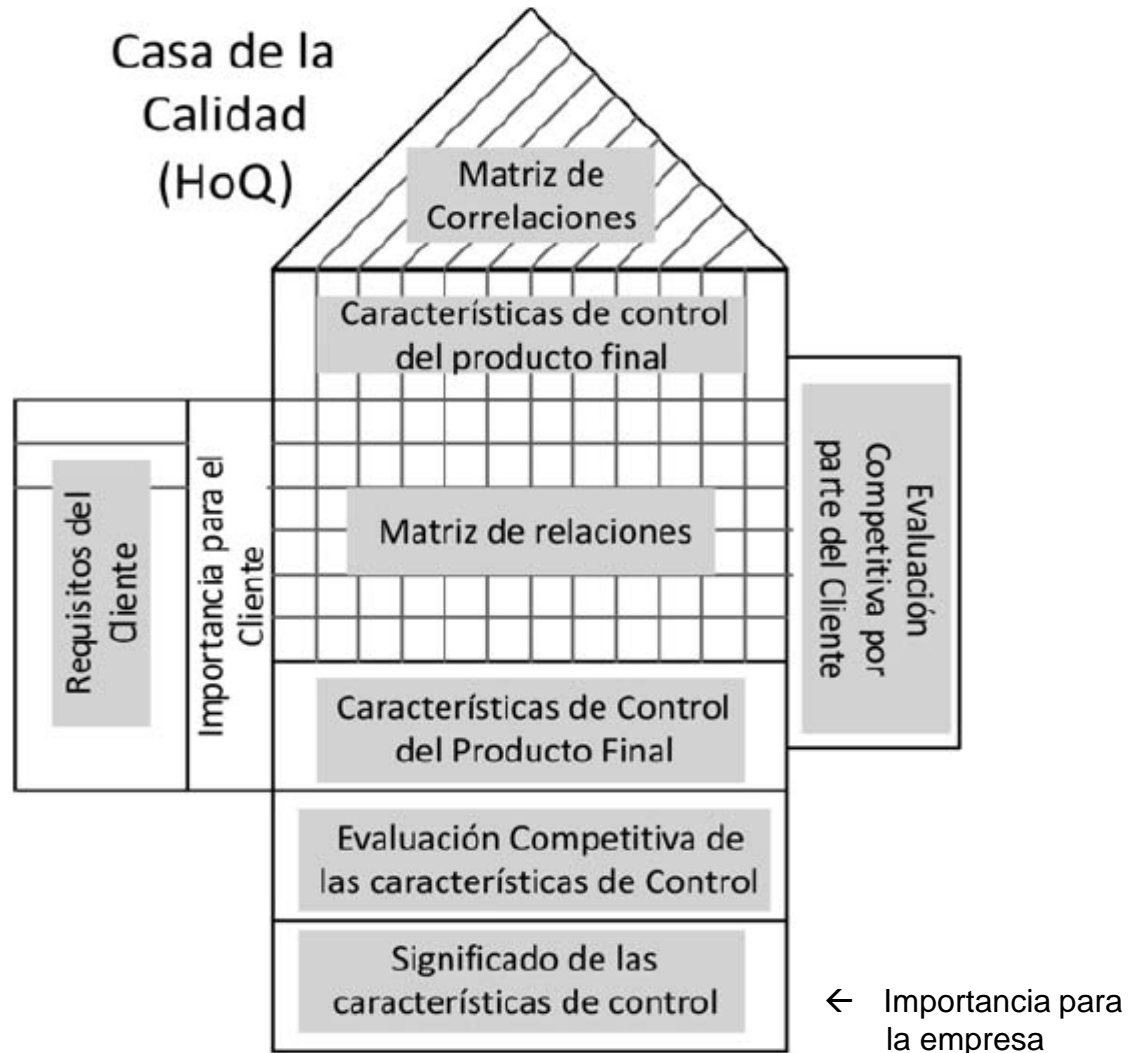 Casa de la
Calidad
(HoQ)
Matriz de
Correlaciones
Características de control
del producto final
Requisitos del
Cliente
Importancia para el
Cliente
Matriz de relaciones
Evaluación
Competitiva por
parte del Cliente
Características de Control
del Producto Final
Evaluación Competitiva de
las características de Control
Significado de las
características de control
← Importancia para
la empresa